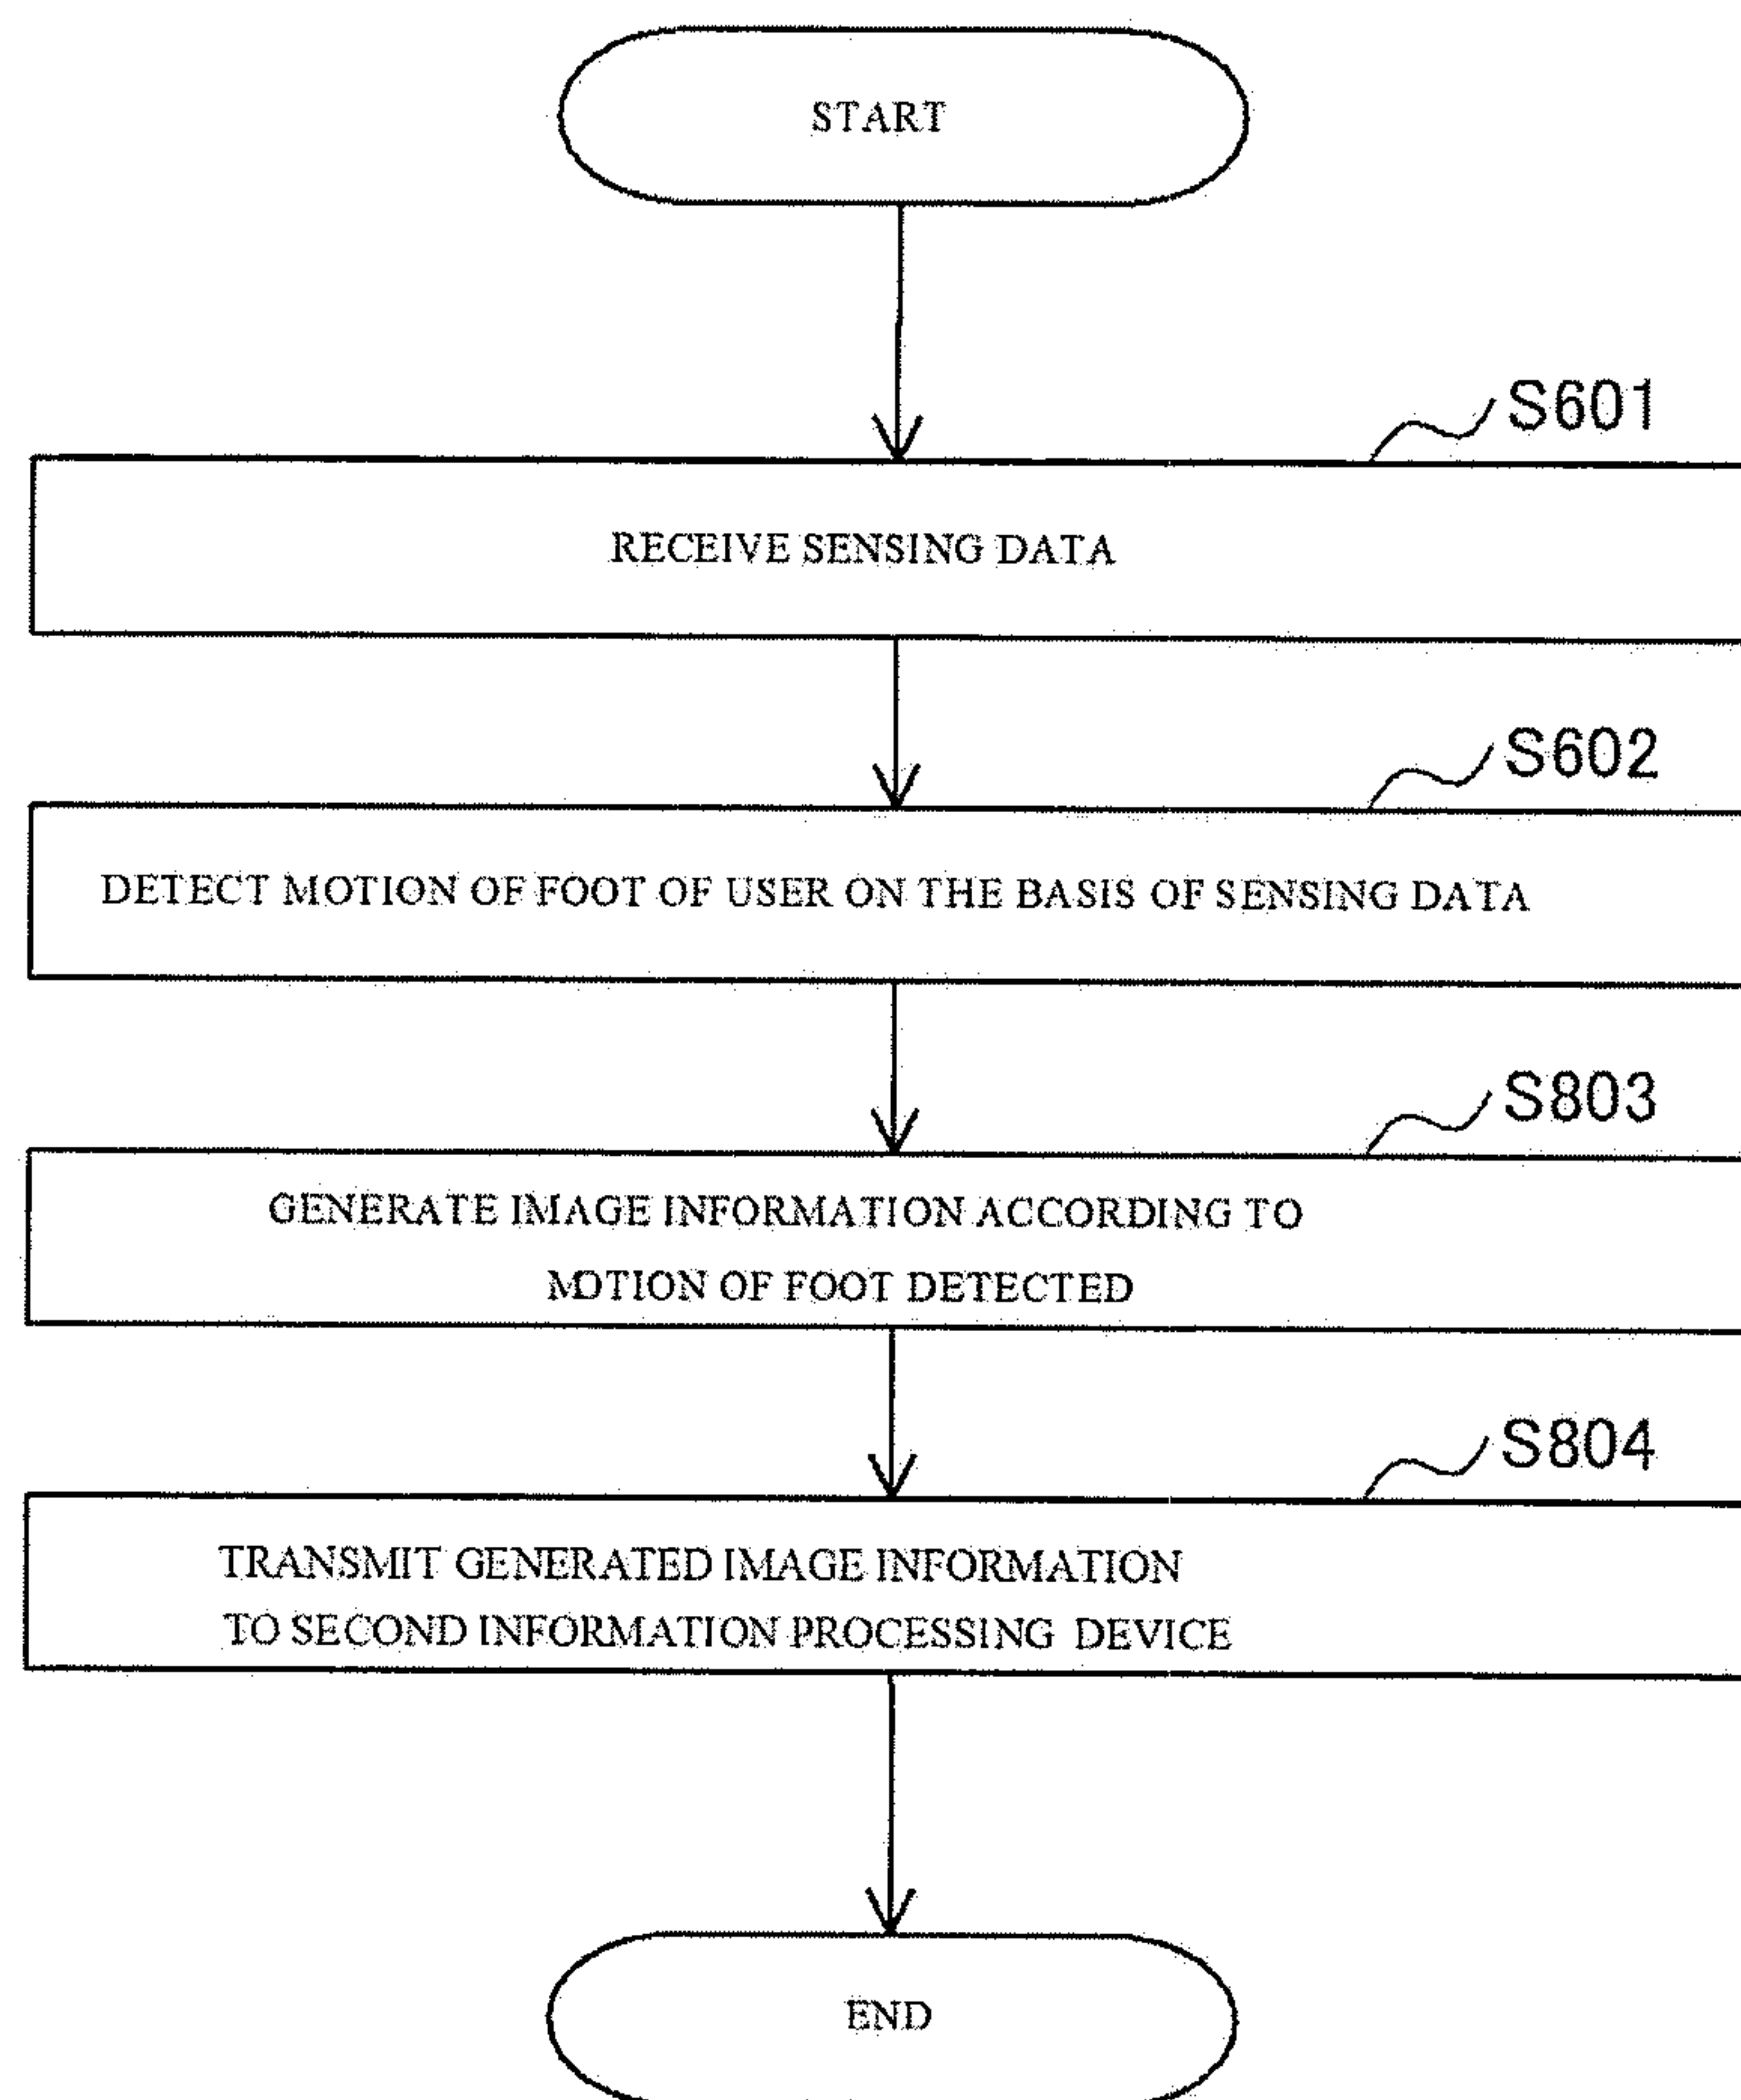 START
S601
RECEIVE SENSING DATA
S602
DETECT MOTION OF FOOT OF USER ON THE BASIS OF SENSING DATA
S803
GENERATE IMAGE INFORMATION ACCORDING TO
MOTION OF FOOT DETECTED
S804
TRANSMIT GENERATED IMAGE INFORMATION
TO SECOND INFORMATION PROCESSING DEVICE
END